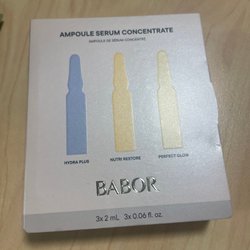 AMPOULE SERUM CONCENTRATE
AMPOULE DE SÉRUM CONCENTRÉ
HYDRA PLUS
NUTRI RESTORE
PERFECT GLOW
BABOR
3x 2 mL 3x 0.06 fl. oz.